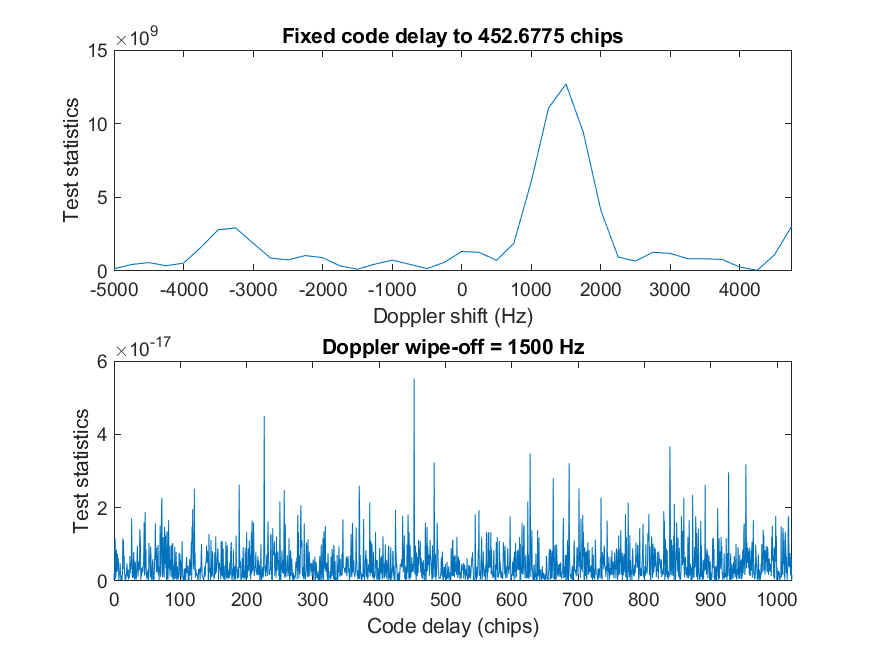 Fixed code delay to 452.6775 chips
×10^9
15
10
5
0
Test statistics
-5000 -4000 -3000 -2000 -1000 0 1000 2000 3000 4000
Doppler shift (Hz)
Doppler wipe-off = 1500 Hz
×10^-17
6
4
2
0
Test statistics
0 100 200 300 400 500 600 700 800 900 1000
Code delay (chips)